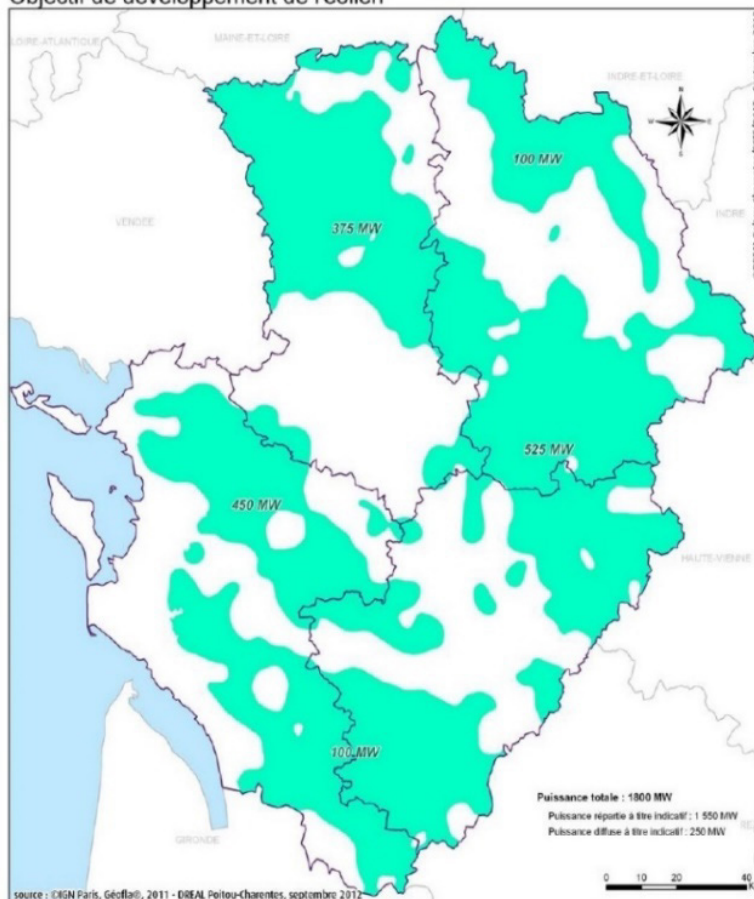 Objectif de développement de l'éolien
LOIRE-ATLANTIQUE
MAINE-ET-LOIRE
INDRE-ET-LOIRE
N
W E
S
100 MW
VENDEE
375 MW
INDRE
525 MW
450 MW
HAUTE-VIENNE
100 MW
Puissance totale : 1800 MW
Puissance répartie à titre indicatif : 1 550 MW
Puissance diffuse à titre indicatif : 250 MW
GIRONDE
0 10 20 40
source : ©IGN Paris, Géofla®, 2011 - DREAL Poitou-Charentes, septembre 2012